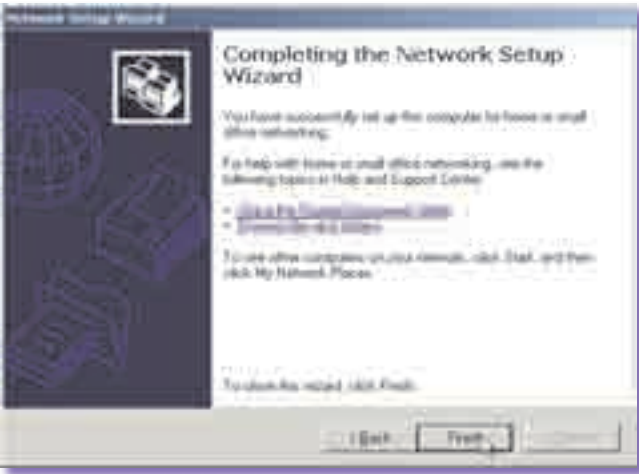 Network Setup Wizard
Completing the Network Setup
Wizard
You have successfully set up this computer for home or small
office networking.
For help with home or small office networking, see the
following topics in Help and Support Center:
To see other computers on your network, click Start, and then
click My Network Places.
To close this wizard, click Finish.
< Back
Finish